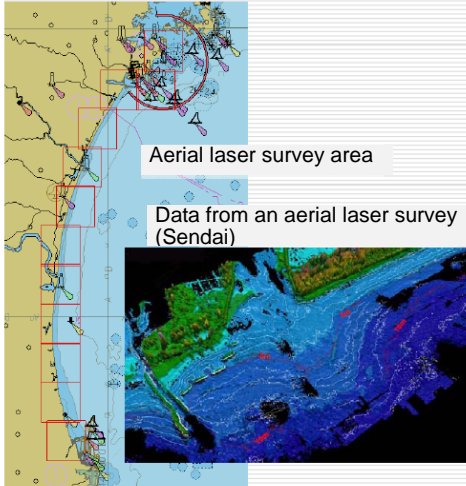 Aerial laser survey area
Data from an aerial laser survey
(Sendai)